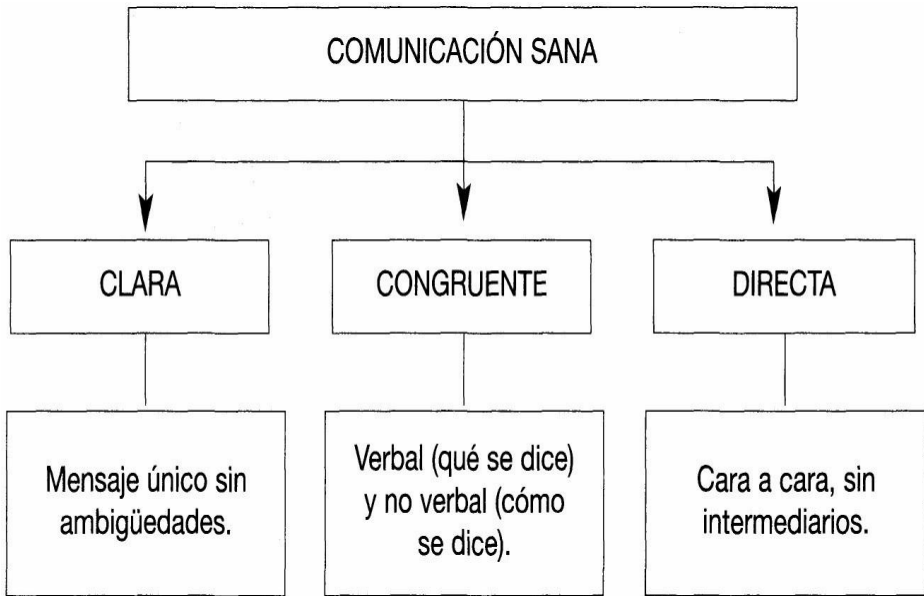 COMUNICACIÓN SANA
CLARA
CONGRUENTE
DIRECTA
Mensaje único sin
ambigüedades.
Verbal (qué se dice)
y no verbal (cómo
se dice).
Cara a cara, sin
intermediarios.